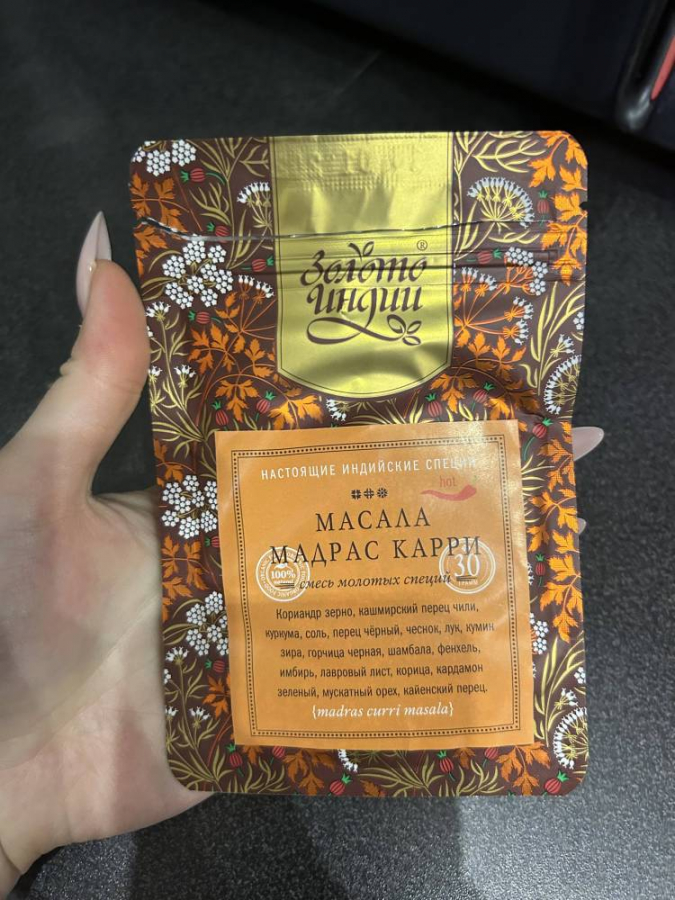 Золото
индии
®
НАСТОЯЩИЕ ИНДИЙСКИЕ СПЕЦИИ
hot
МАСАЛА
МАДРАС КАРРИ
100%
30
смесь молотых специй
Кориандр зерно, кашмирский перец чили,
куркума, соль, перец чёрный, чеснок, лук, кумин
зира, горчица черная, шамбала, фенхель,
имбирь, лавровый лист, корица, кардамон
зеленый, мускатный орех, кайенский перец.
{madras curri masala}